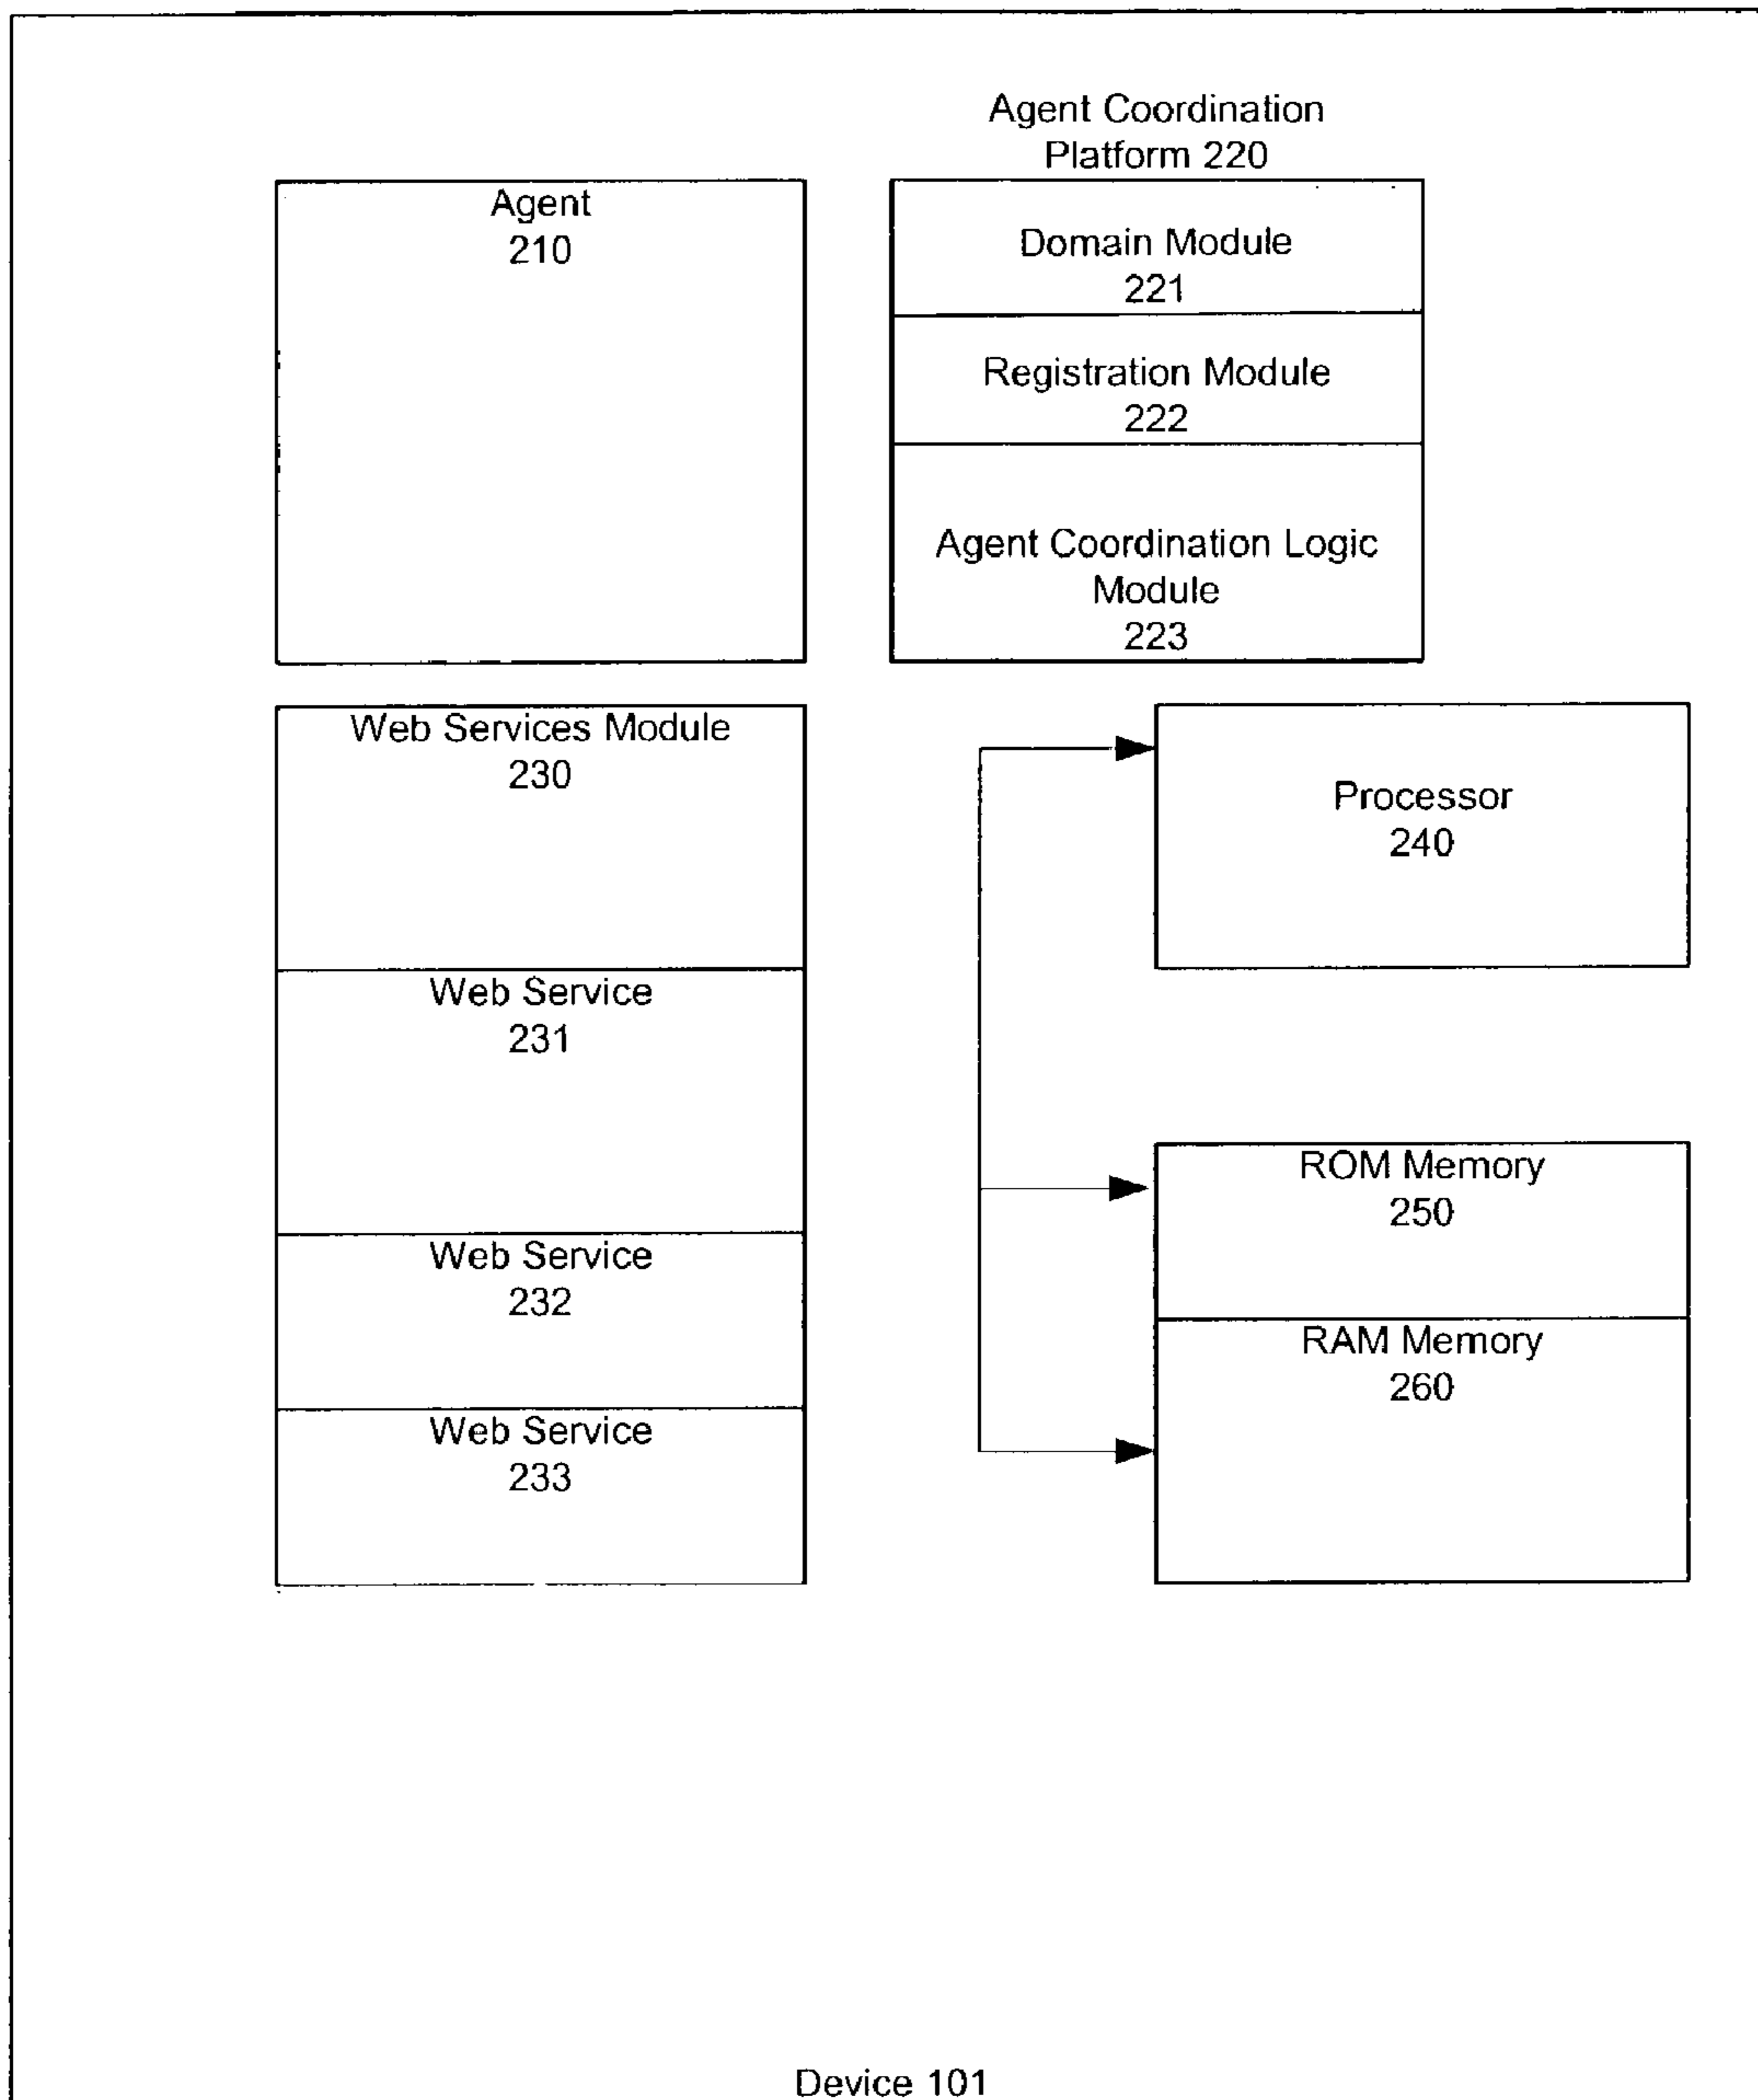 Agent Coordination
Platform 220
Agent
210
Domain Module
221
Registration Module
222
Agent Coordination Logic
Module
223
Web Services Module
230
Processor
240
Web Service
231
ROM Memory
250
Web Service
232
RAM Memory
260
Web Service
233
Device 101